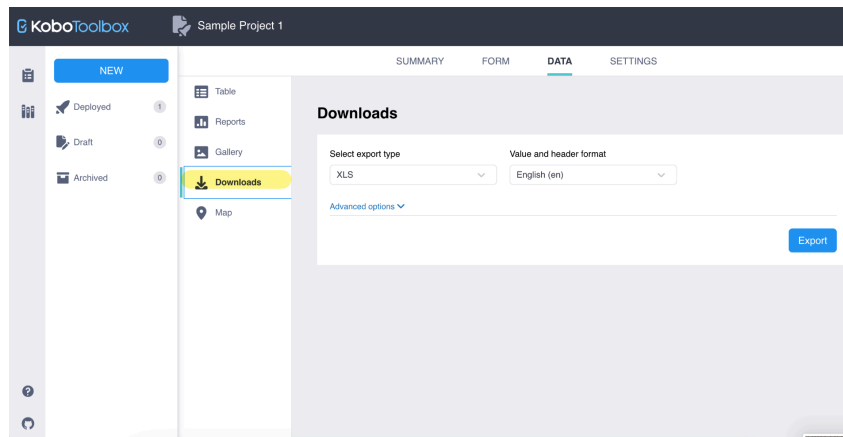 KoboToolbox
Sample Project 1
SUMMARY FORM DATA SETTINGS
NEW
Deployed 1
Draft 0
Archived 0
Table
Reports
Gallery
Downloads
Map
Downloads
Select export type Value and header format
XLS English (en)
Advanced options
Export